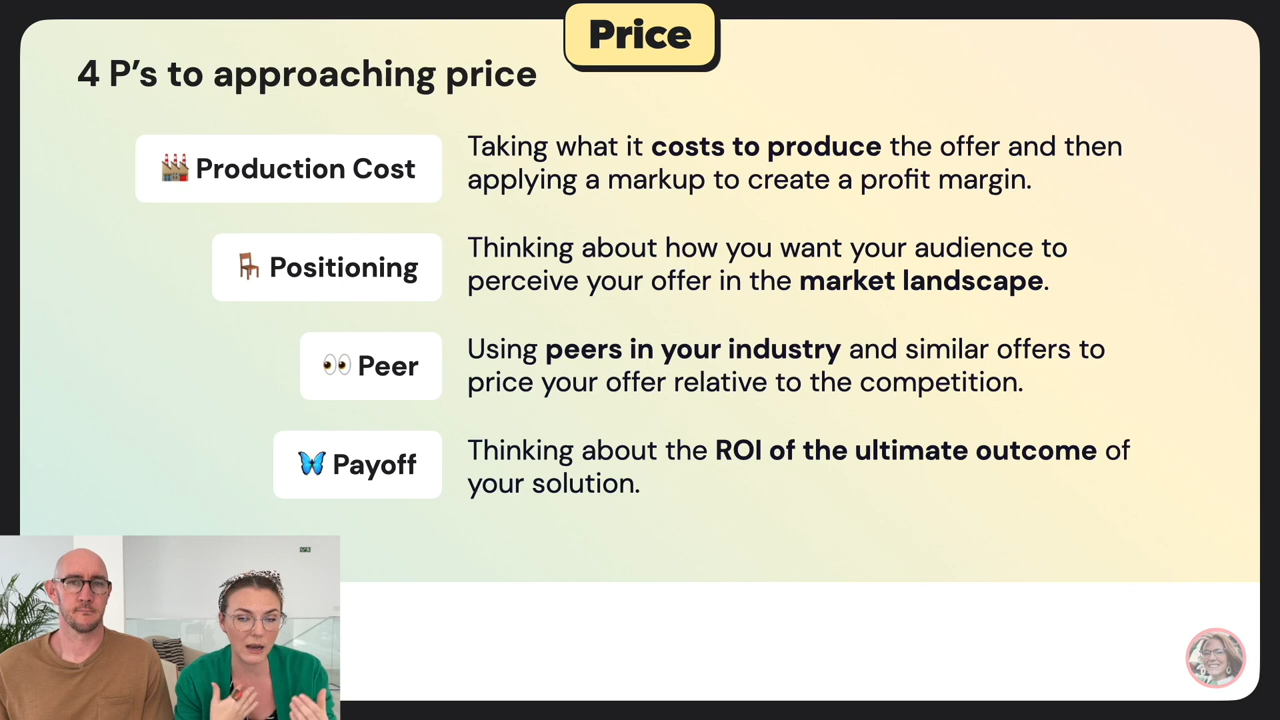 Price
4 P’s to approaching price
Production Cost
Taking what it costs to produce the offer and then
applying a markup to create a profit margin.
Positioning
Thinking about how you want your audience to
perceive your offer in the market landscape.
Peer
Using peers in your industry and similar offers to
price your offer relative to the competition.
Payoff
Thinking about the ROI of the ultimate outcome of
your solution.